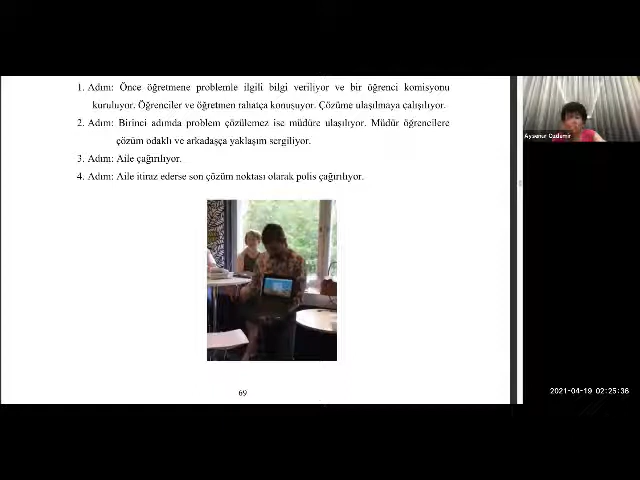 1. Adım: Önce öğretmene problemle ilgili bilgi veriliyor ve bir öğrenci komisyonu
kuruluyor. Öğrenciler ve öğretmen rahatça konuşuyor. Çözüme ulaşılmaya çalışılıyor.
2. Adım: Birinci adımda problem çözülemez ise müdüre ulaşılıyor. Müdür öğrencilere
çözüm odaklı ve arkadaşça yaklaşım sergiliyor.
3. Adım: Aile çağırılıyor.
4. Adım: Aile itiraz ederse son çözüm noktası olarak polis çağırılıyor.
Aysenur Ozdemir
69
2021-04-19 02:25:36